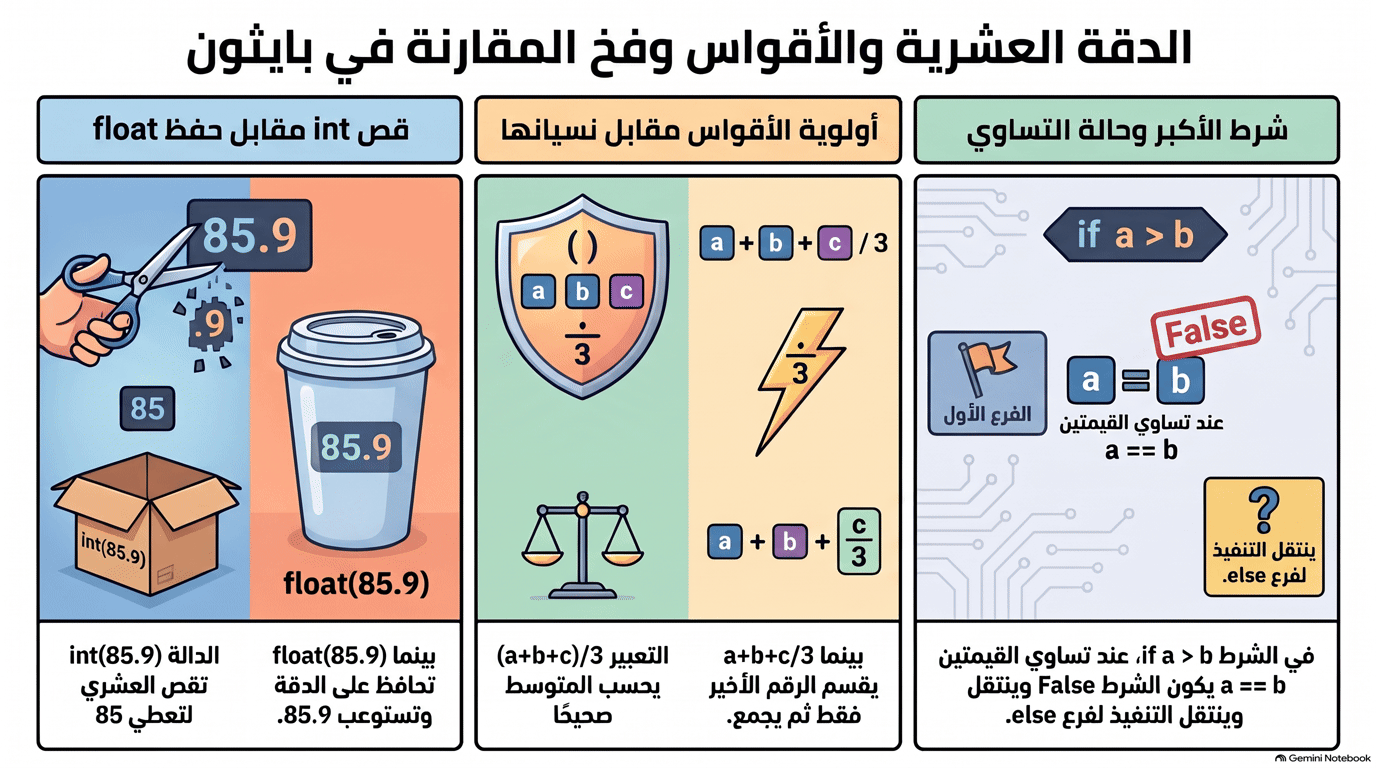 الدقة العشرية والأقواس وفخ المقارنة في بايثون
شرط الأكبر وحالة التساوي
if a > b
False
a = b
الفرع الأول
عند تساوي القيمتين
a == b
?
ينتقل التنفيذ
لفرع else.
في الشرط if a > b، عند تساوي القيمتين
a == b يكون الشرط False وينتقل
وينتقل التنفيذ لفرع else.
أولوية الأقواس مقابل نسيانها
()
a b c
÷
3
a + b + c / 3
÷
3
a + b + c
3
التعبير (a+b+c)/3
يحسب المتوسط
صحيحًا
بينما a+b+c/3
يقسم الرقم الأخير
فقط ثم يجمع.
قص int مقابل حفظ float
85.9
.9
85
int(85.9)
85.9
float(85.9)
الدالة int(85.9)
تقص العشري
لتعطي 85
بينما float(85.9)
تحافظ على الدقة
وتستوعب 85.9.
Gemini Notebook